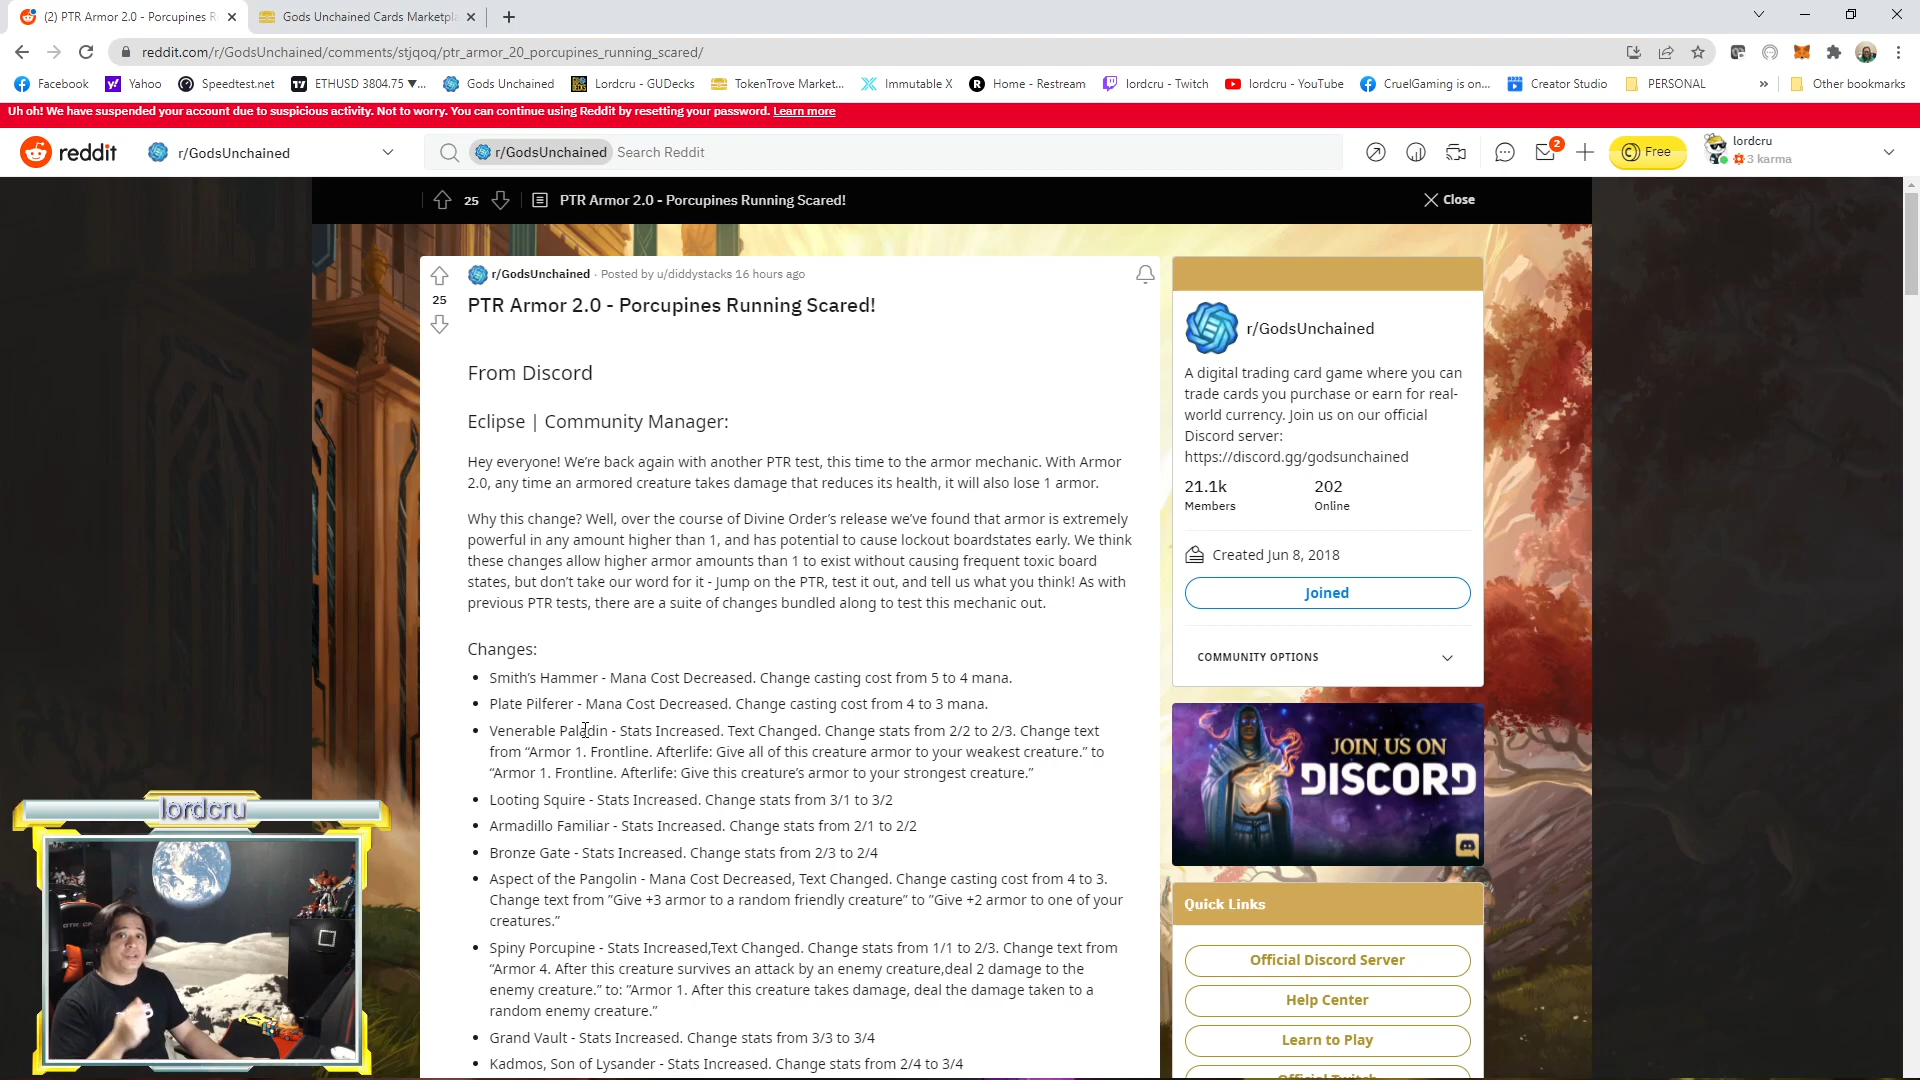 (2) PTR Armor 2.0 - Porcupines R
Gods Unchained Cards Marketpl
reddit.com/r/GodsUnchained/comments/stjqoq/ptr_armor_20_porcupines_running_scared/
Facebook Yahoo Speedtest.net ETHUSD 3804.75 ▼... Gods Unchained Lordcru - GUDecks TokenTrove Market... Immutable X Home - Restream lordcru - Twitch lordcru - YouTube CruelGaming is on... Creator Studio PERSONAL » Other bookmarks
Uh oh! We have suspended your account due to suspicious activity. Not to worry. You can continue using Reddit by resetting your password. Learn more
reddit r/GodsUnchained r/GodsUnchained Search Reddit 2 Free lordcru
3 karma
25 PTR Armor 2.0 - Porcupines Running Scared! Close
r/GodsUnchained · Posted by u/diddystacks 16 hours ago
25
PTR Armor 2.0 - Porcupines Running Scared!
From Discord
Eclipse | Community Manager:
Hey everyone! We're back again with another PTR test, this time to the armor mechanic. With Armor
2.0, any time an armored creature takes damage that reduces its health, it will also lose 1 armor.
Why this change? Well, over the course of Divine Order's release we've found that armor is extremely
powerful in any amount higher than 1, and has potential to cause lockout boardstates early. We think
these changes allow higher armor amounts than 1 to exist without causing frequent toxic board
states, but don't take our word for it - Jump on the PTR, test it out, and tell us what you think! As with
previous PTR tests, there are a suite of changes bundled along to test this mechanic out.
Changes:
• Smith's Hammer - Mana Cost Decreased. Change casting cost from 5 to 4 mana.
• Plate Pilferer - Mana Cost Decreased. Change casting cost from 4 to 3 mana.
• Venerable Paladin - Stats Increased. Text Changed. Change stats from 2/2 to 2/3. Change text
from “Armor 1. Frontline. Afterlife: Give all of this creature armor to your weakest creature.” to
“Armor 1. Frontline. Afterlife: Give this creature's armor to your strongest creature.”
• Looting Squire - Stats Increased. Change stats from 3/1 to 3/2
• Armadillo Familiar - Stats Increased. Change stats from 2/1 to 2/2
• Bronze Gate - Stats Increased. Change stats from 2/3 to 2/4
• Aspect of the Pangolin - Mana Cost Decreased, Text Changed. Change casting cost from 4 to 3.
Change text from ”Give +3 armor to a random friendly creature” to ”Give +2 armor to one of your
creatures.”
• Spiny Porcupine - Stats Increased,Text Changed. Change stats from 1/1 to 2/3. Change text from
“Armor 4. After this creature survives an attack by an enemy creature,deal 2 damage to the
enemy creature.” to: ”Armor 1. After this creature takes damage, deal the damage taken to a
random enemy creature.”
• Grand Vault - Stats Increased. Change stats from 3/3 to 3/4
• Kadmos, Son of Lysander - Stats Increased. Change stats from 2/4 to 3/4
r/GodsUnchained
A digital trading card game where you can
trade cards you purchase or earn for real-
world currency. Join us on our official
Discord server:
https://discord.gg/godsunchained
21.1k 202
Members Online
Created Jun 8, 2018
Joined
COMMUNITY OPTIONS
JOIN US ON
DISCORD
Quick Links
Official Discord Server
Help Center
Learn to Play
Official Twitch
lordcru